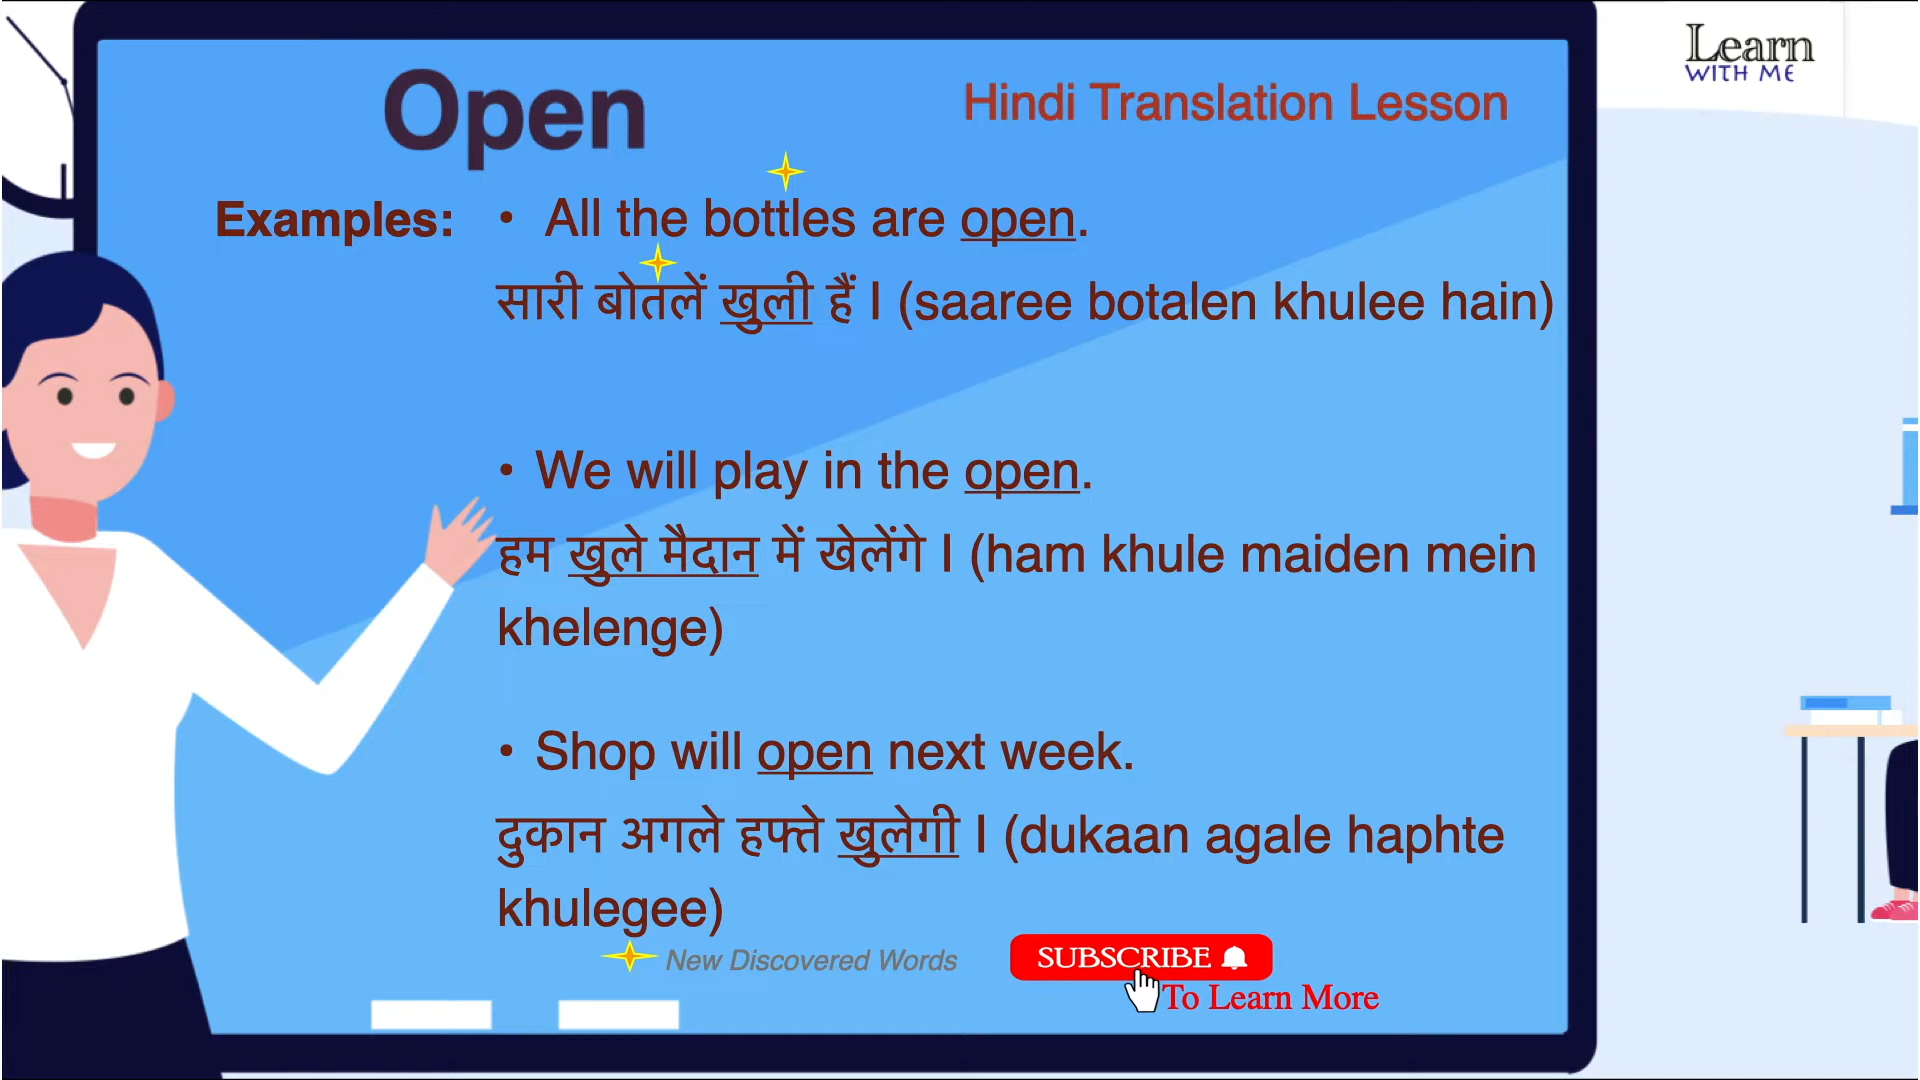 Learn
WITH ME
Open
Hindi Translation Lesson
Examples: • All the bottles are open.
सारी बोतलें खुली हैं I (saaree botalen khulee hain)
• We will play in the open.
हम खुले मैदान में खेलेंगे I (ham khule maiden mein
khelenge)
• Shop will open next week.
दुकान अगले हफ्ते खुलेगी I (dukaan agale haphte
khulegee)
New Discovered Words
SUBSCRIBE
To Learn More